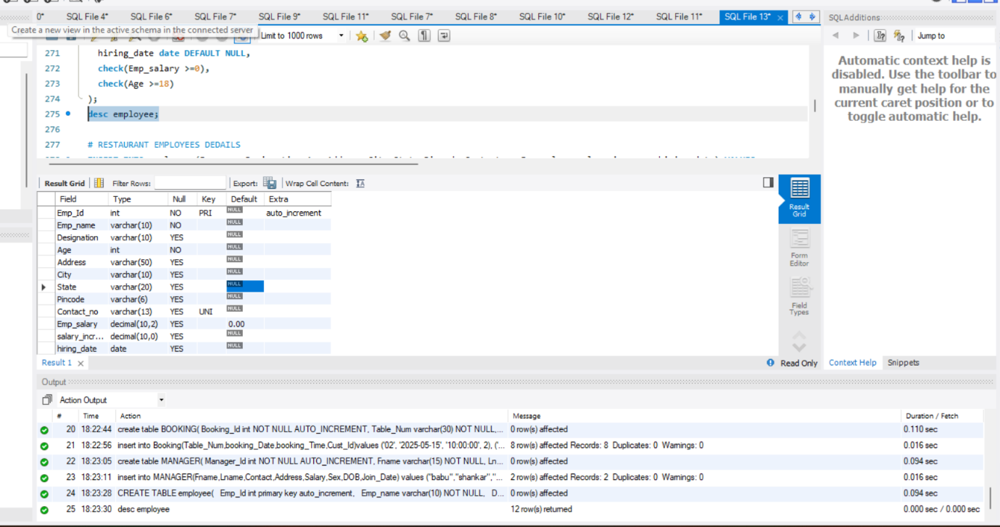 0* SQL File 4* SQL File 6* SQL File 7* SQL File 9* SQL File 11* SQL File 7* SQL File 8* SQL File 10* SQL File 12* SQL File 11* SQL File 13* × SQLAdditions
Create a new view in the active schema in the connected server
Limit to 1000 rows Jump to
271 hiring_date date DEFAULT NULL,
272 check(Emp_salary >=0),
273 check(Age >=18)
274 );
275 desc employee;
276
277 # RESTAURANT EMPLOYEES DEDAILS
Automatic context help is
disabled. Use the toolbar to
manually get help for the
current caret position or to
toggle automatic help.
Result Grid Filter Rows: Export: Wrap Cell Content: IA
Field Type Null Key Default Extra
Emp_Id int NO PRI NULL auto_increment
Emp_name varchar(10) NO NULL
Designation varchar(10) YES NULL
Age int NO NULL
Address varchar(50) YES NULL
City varchar(10) YES NULL
State varchar(20) YES NULL
Pincode varchar(6) YES NULL
Contact_no varchar(13) YES UNI NULL
Emp_salary decimal(10,2) YES 0.00
salary_incr... decimal(10,0) YES NULL
hiring_date date YES NULL
Result
Grid
Form
Editor
Field
Types
Result 1 × Read Only Context Help Snippets
Output
Action Output
# Time Action Message Duration / Fetch
20 18:22:44 create table BOOKING( Booking_Id int NOT NULL AUTO_INCREMENT, Table_Num varchar(30) NOT NULL,... 0 row(s) affected 0.110 sec
21 18:22:56 insert into Booking(Table_Num,booking_Date,booking_Time,Cust_Id)values ('02', '2025-05-15', '10:00:00', 2), ('... 8 row(s) affected Records: 8 Duplicates: 0 Warnings: 0 0.016 sec
22 18:23:05 create table MANAGER( Manager_Id int NOT NULL AUTO_INCREMENT, Fname varchar(15) NOT NULL, Ln... 0 row(s) affected 0.094 sec
23 18:23:11 insert into MANAGER(Fname,Lname,Contact,Address,Salary,Sex,DOB,Join_Date) values ("babu","shankar","... 2 row(s) affected Records: 2 Duplicates: 0 Warnings: 0 0.016 sec
24 18:23:28 CREATE TABLE employee( Emp_Id int primary key auto_increment, Emp_name varchar(10) NOT NULL, D... 0 row(s) affected 0.094 sec
25 18:23:30 desc employee 12 row(s) returned 0.000 sec / 0.000 sec